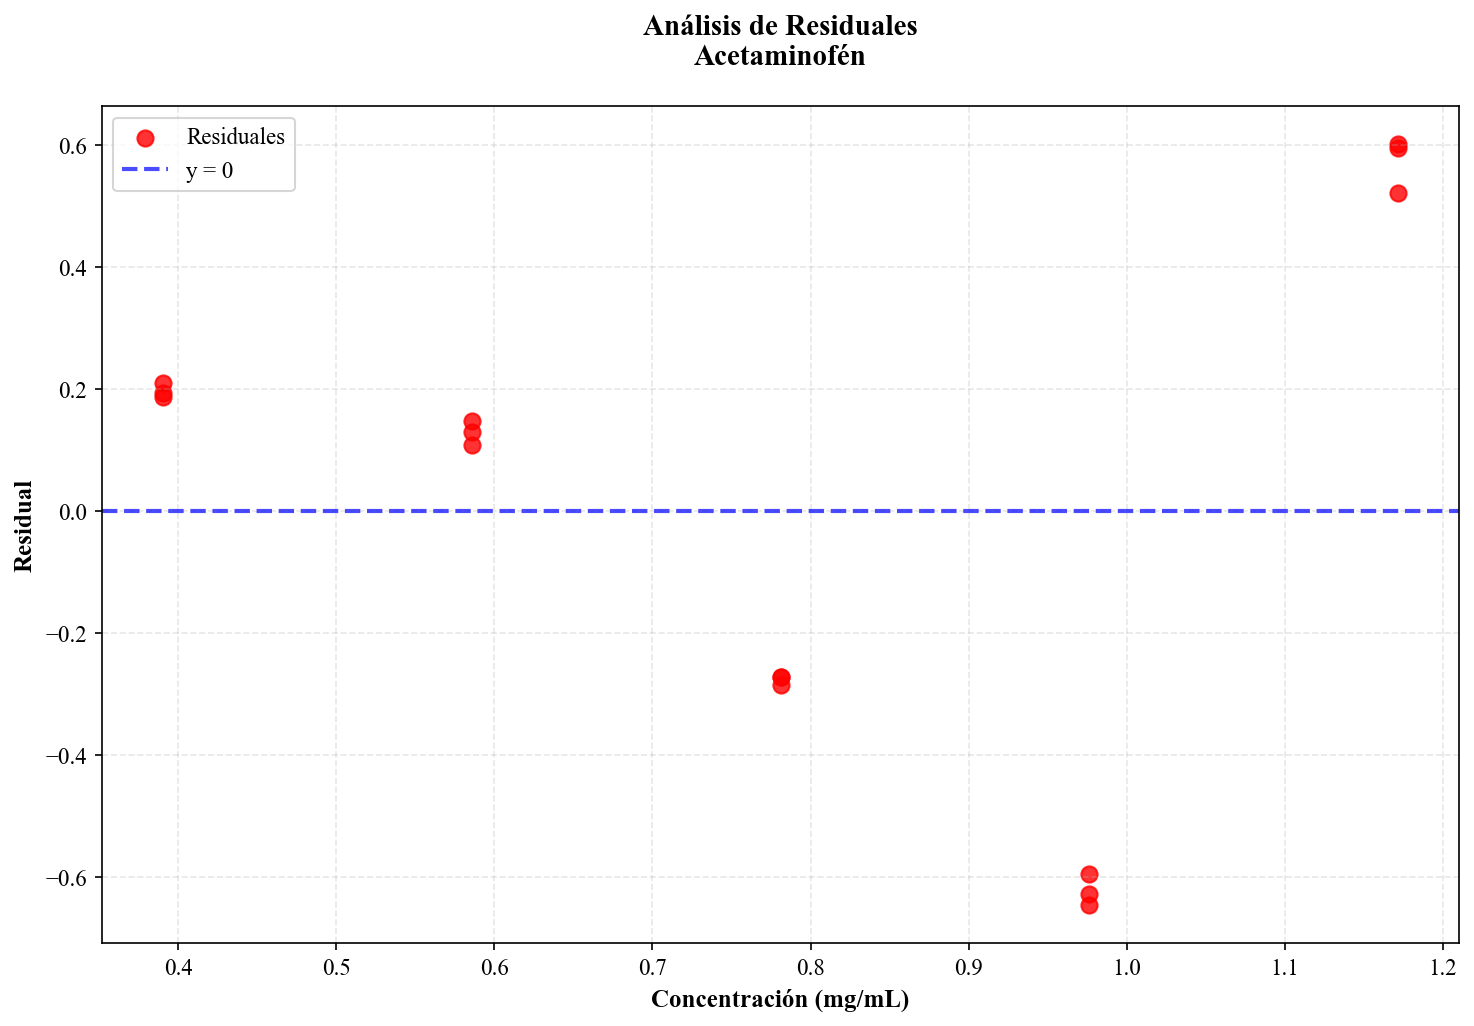 Análisis de Residuales
Acetaminofén
Residuales
y = 0
0.6
0.4
0.2
0.0
−0.2
−0.4
−0.6
Residual
0.4 0.5 0.6 0.7 0.8 0.9 1.0 1.1 1.2
Concentración (mg/mL)